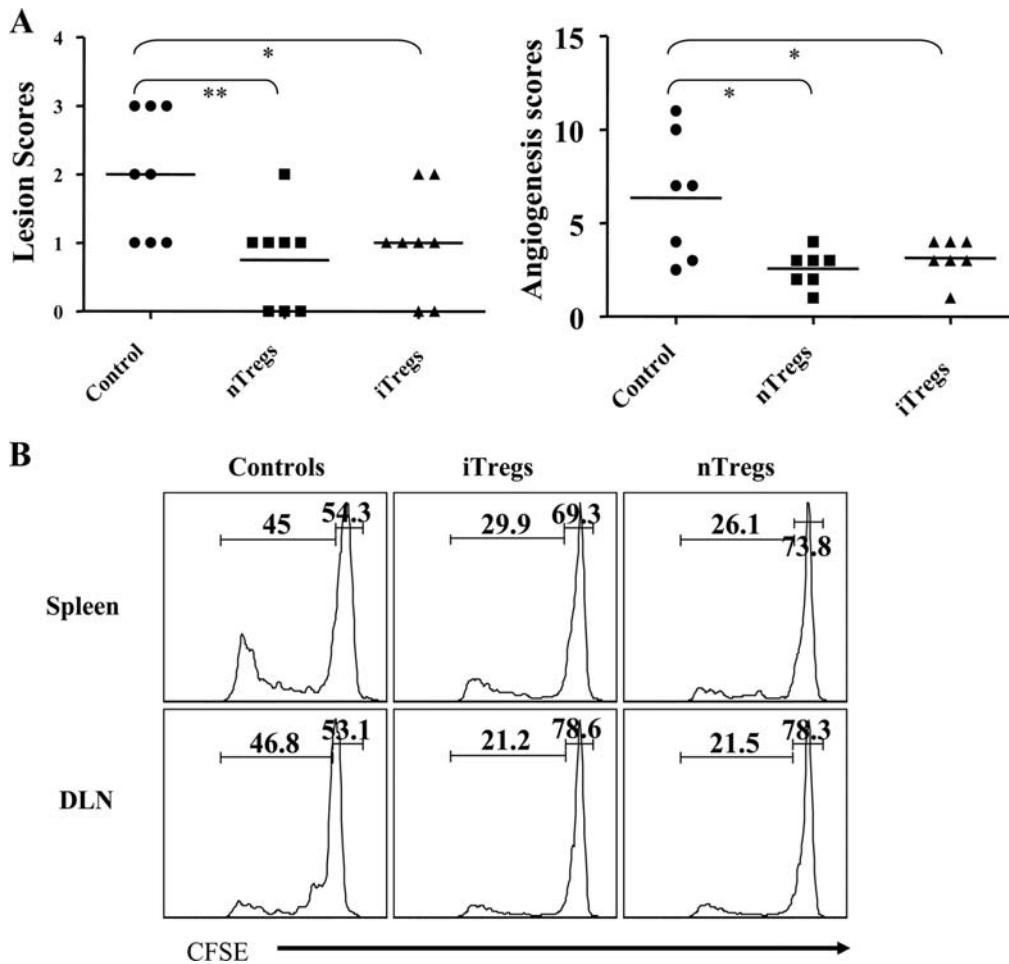 A
Lesion Scores
4
3
2
1
0
*
**
Control
nTregs
iTregs
Angiogenesis scores
15
10
5
0
*
*
Control
nTregs
iTregs
B
Controls
iTregs
nTregs
Spleen
45
54.3
29.9
69.3
26.1
73.8
DLN
46.8
53.1
21.2
78.6
21.5
78.3
CFSE